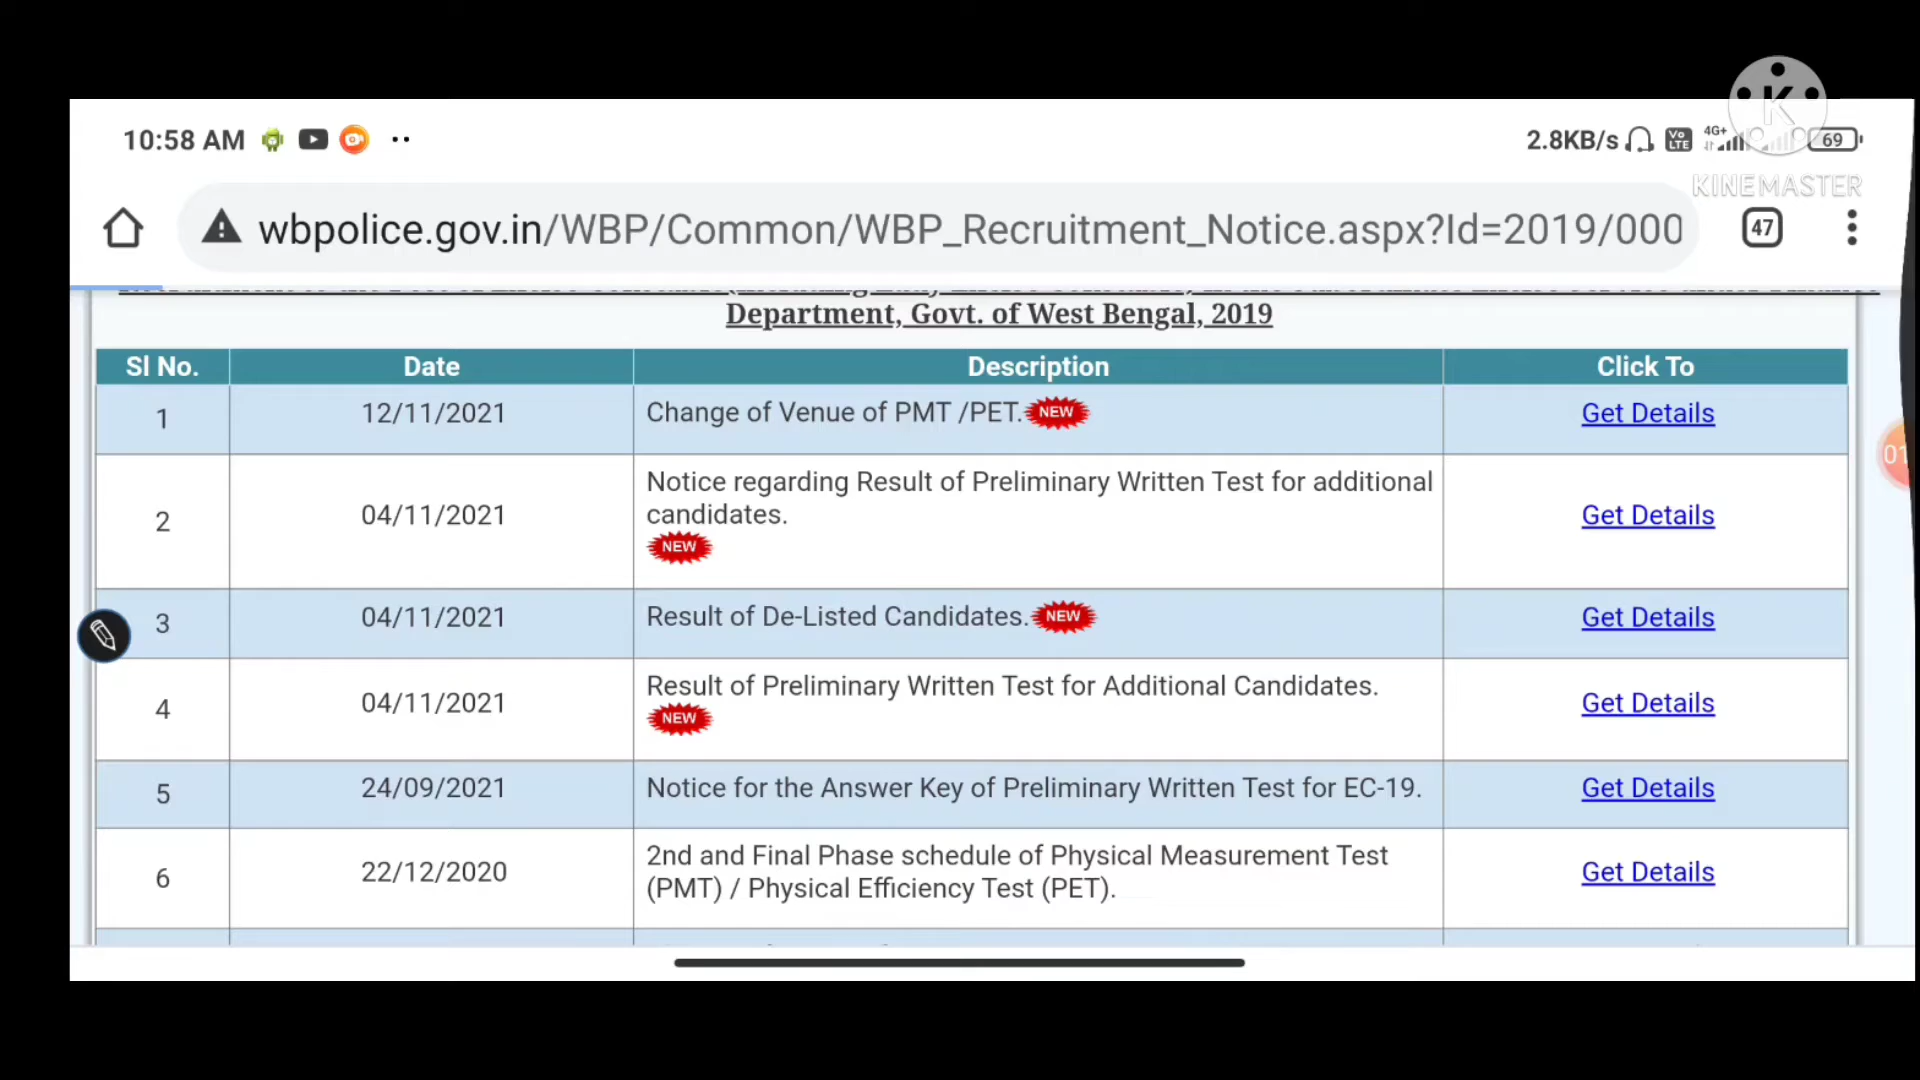 10:58 AM
2.8KB/s
Vo LTE
4G+
69
K
KINEMASTER
wbpolice.gov.in/WBP/Common/WBP_Recruitment_Notice.aspx?Id=2019/000
47
Department, Govt. of West Bengal, 2019
Sl No. Date Description Click To
1 12/11/2021 Change of Venue of PMT /PET. NEW Get Details
Notice regarding Result of Preliminary Written Test for additional
2 04/11/2021 candidates. Get Details
NEW
3 04/11/2021 Result of De-Listed Candidates. NEW Get Details
4 04/11/2021 Result of Preliminary Written Test for Additional Candidates. Get Details
NEW
5 24/09/2021 Notice for the Answer Key of Preliminary Written Test for EC-19. Get Details
6 22/12/2020 2nd and Final Phase schedule of Physical Measurement Test Get Details
(PMT) / Physical Efficiency Test (PET).
01